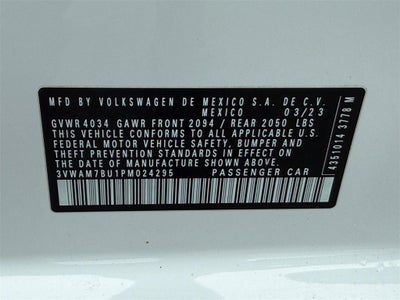 MFD BY VOLKSWAGEN DE MEXICO S.A. DE C.V.
MEXICO 03/23
GVWR 4034 GAWR FRONT 2094 / REAR 2050 LBS
THIS VEHICLE CONFORMS TO ALL APPLICABLE U.S.
FEDERAL MOTOR VEHICLE SAFETY, BUMPER AND
THEFT PREVENTION STANDARDS IN EFFECT ON
THE DATE OF MANUFACTURE SHOWN ABOVE
3VWAM7BU1PM024295 PASSENGER CAR
4351014 3778 M